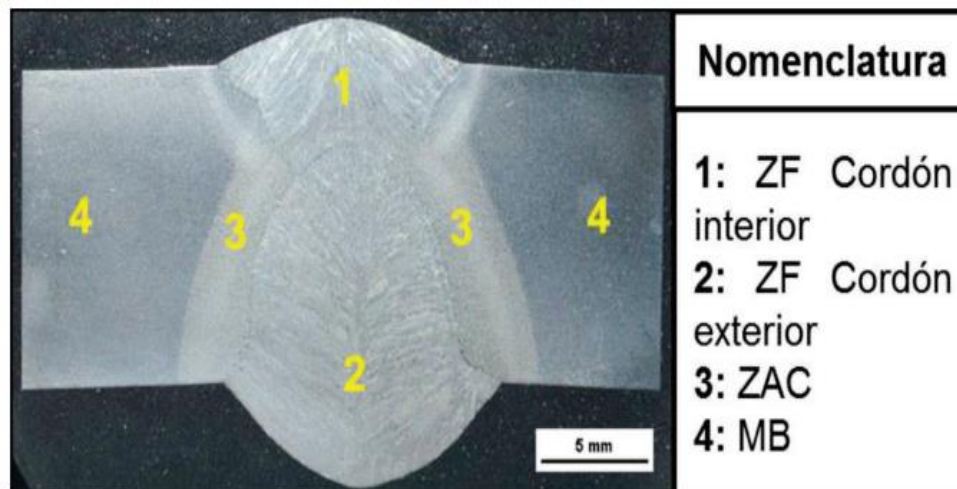 1
3
3
4
4
2
5 mm
Nomenclatura
1: ZF Cordón
interior
2: ZF Cordón
exterior
3: ZAC
4: MB